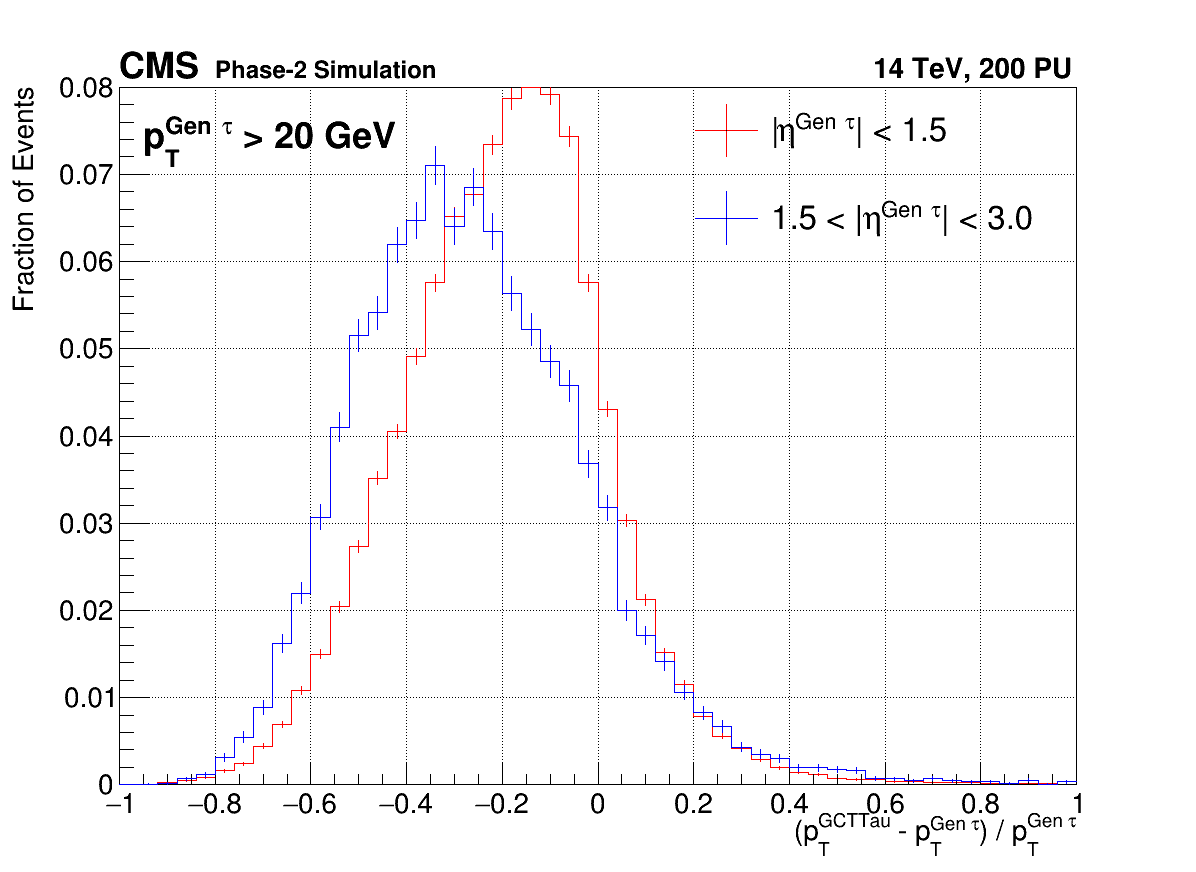 CMS Phase-2 Simulation 14 TeV, 200 PU
Fraction of Events
p_T^{Gen τ} > 20 GeV
|η^{Gen τ}| < 1.5
1.5 < |η^{Gen τ}| < 3.0
0.08
0.07
0.06
0.05
0.04
0.03
0.02
0.01
0
−1 −0.8 −0.6 −0.4 −0.2 0 0.2 0.4 0.6 0.8 1
(p_T^{GCTTau} - p_T^{Gen τ}) / p_T^{Gen τ}